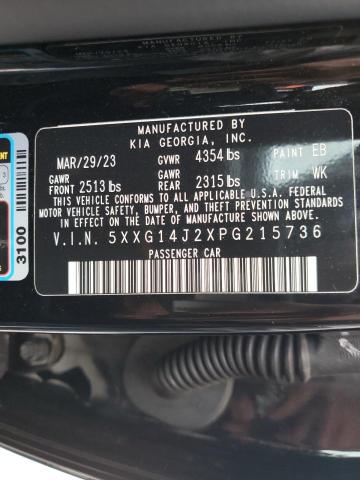 MANUFACTURED BY
KIA GEORGIA, INC.
MAR/29/23 GVWR 4354 lbs PAINT EB
GAWR FRONT 2513 lbs GAWR REAR 2315 lbs TRIM WK
THIS VEHICLE CONFORMS TO ALL APPLICABLE U.S.A. FEDERAL
MOTOR VEHICLE SAFETY, BUMPER, AND THEFT PREVENTION
STANDARDS IN EFFECT ON THE DATE OF MANUFACTURE SHOWN ABOVE.
V.I.N. 5XXG14J2XPG215736
PASSENGER CAR
3100